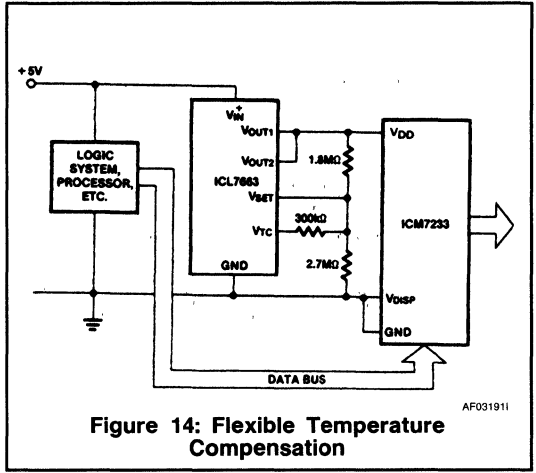 +5V
V+IN
VOUT1
VDD
LOGIC
SYSTEM,
PROCESSOR,
ETC.
VOUT2
1.8MΩ
ICL7663
VSET
300kΩ
ICM7233
VTC
2.7MΩ
GND
VDISP
GND
DATA BUS
AF03191I
Figure 14: Flexible Temperature
Compensation